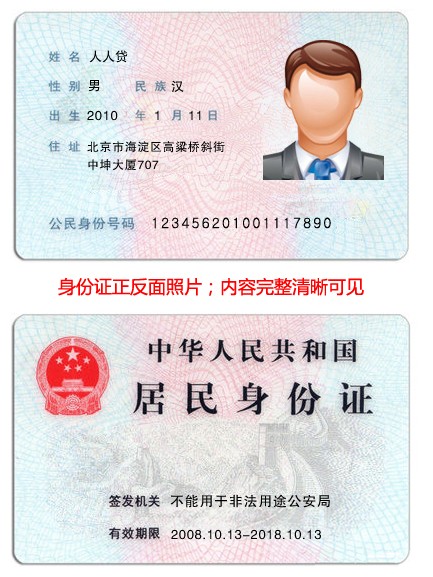 姓 名 人人贷
性 别 男 民 族 汉
出 生 2010 年 1 月 11 日
住 址 北京市海淀区高粱桥斜街
中坤大厦707
公民身份号码 123456201001117890
身份证正反面照片；内容完整清晰可见
中华人民共和国
居民身份证
签发机关 不能用于非法用途公安局
有效期限 2008.10.13-2018.10.13